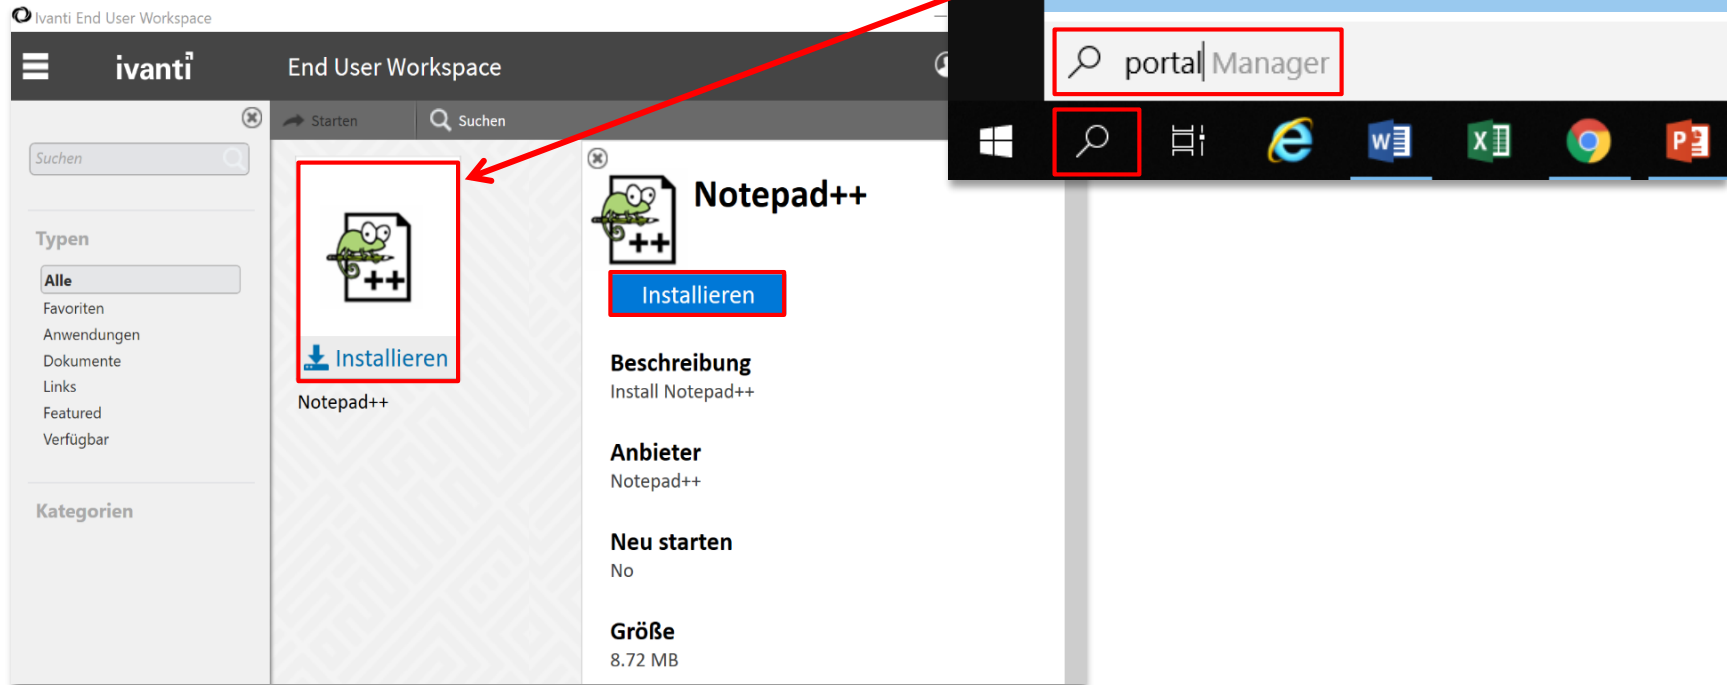 Ivanti End User Workspace
ivanti
End User Workspace
Starten
Suchen
Suchen
Typen
Alle
Favoriten
Anwendungen
Dokumente
Links
Featured
Verfügbar
Kategorien
++
Installieren
Notepad++
++
Notepad++
Installieren
Beschreibung
Install Notepad++
Anbieter
Notepad++
Neu starten
No
Größe
8.72 MB
portal Manager
W
X
P